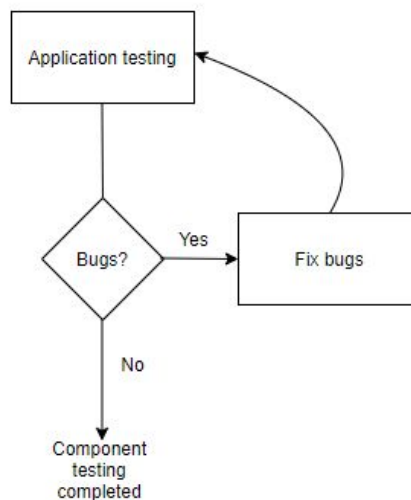 Application testing
Bugs?
Yes
Fix bugs
No
Component
testing
completed